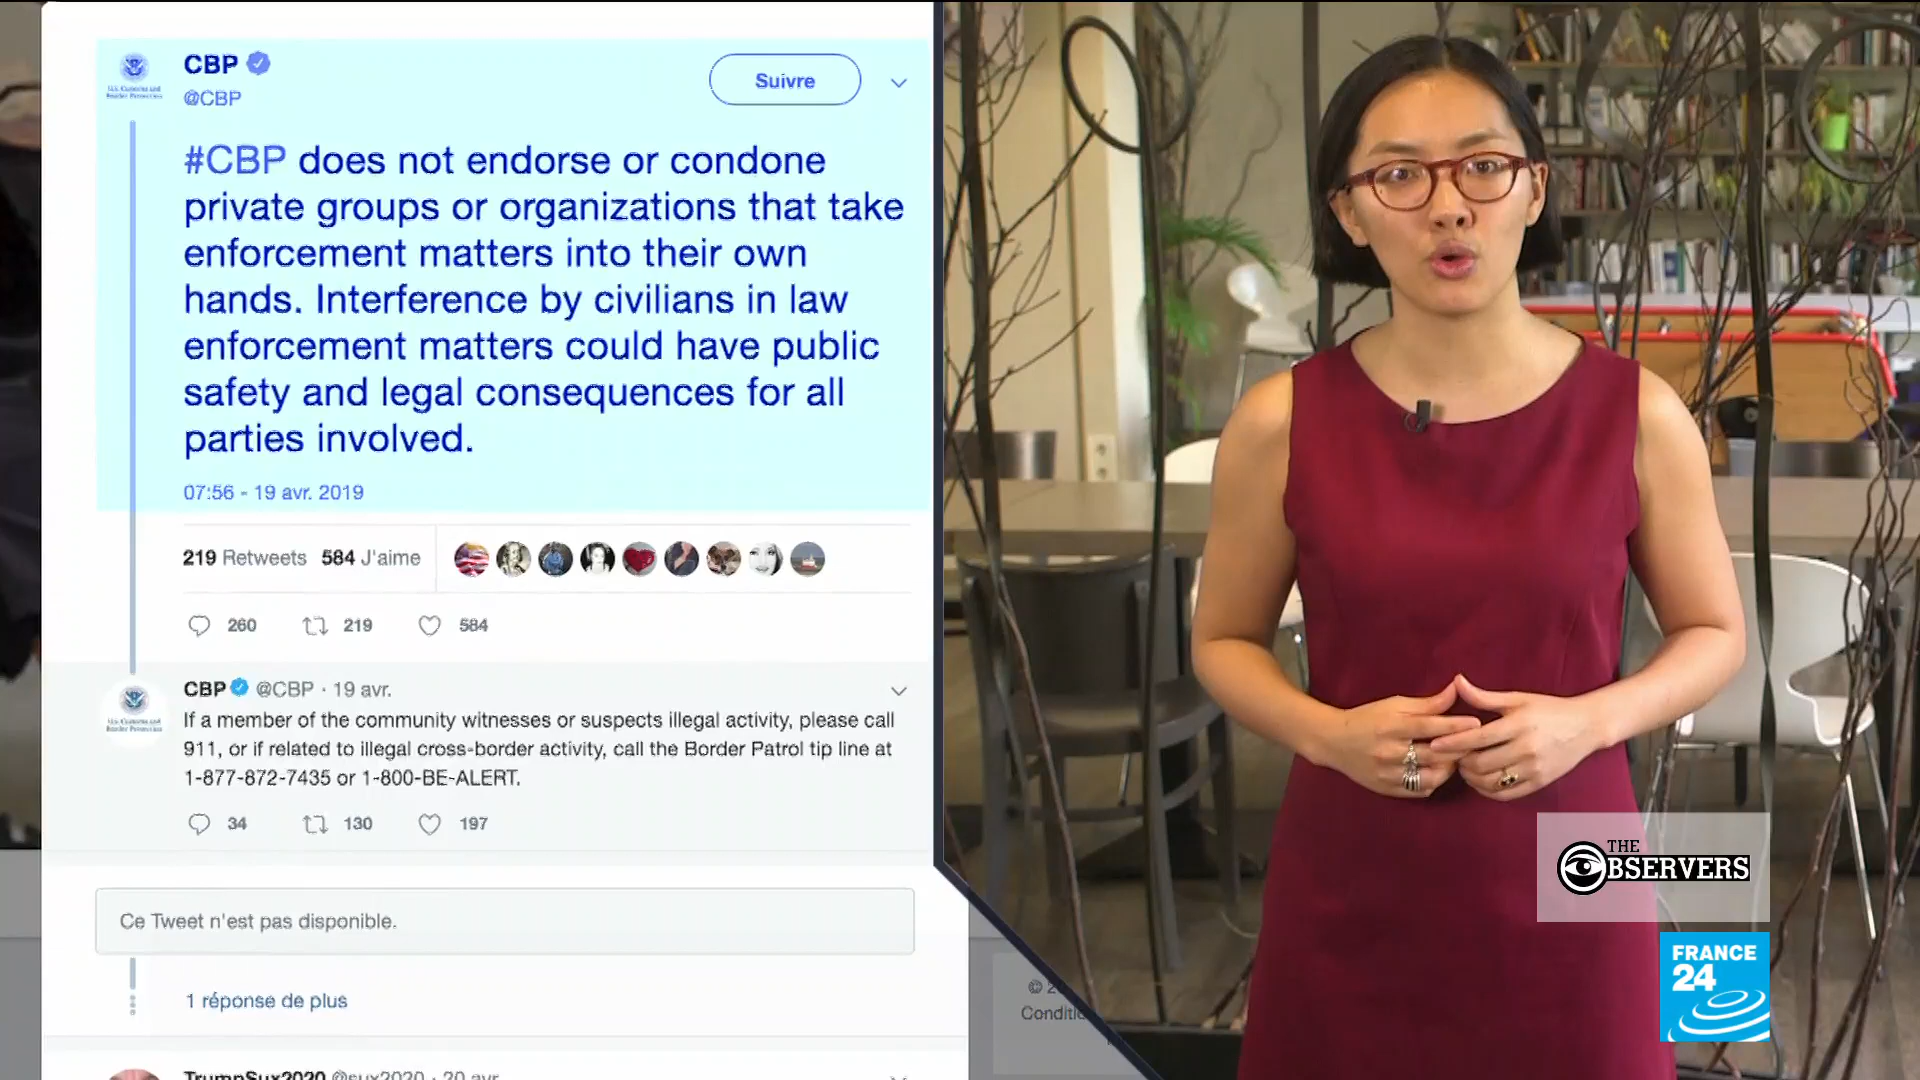 CBP
@CBP
Suivre
#CBP does not endorse or condone
private groups or organizations that take
enforcement matters into their own
hands. Interference by civilians in law
enforcement matters could have public
safety and legal consequences for all
parties involved.
07:56 - 19 avr. 2019
219 Retweets 584 J'aime
260 219 584
CBP @CBP · 19 avr.
If a member of the community witnesses or suspects illegal activity, please call
911, or if related to illegal cross-border activity, call the Border Patrol tip line at
1-877-872-7435 or 1-800-BE-ALERT.
34 130 197
Ce Tweet n'est pas disponible.
1 réponse de plus
TrumpSux2020 @sux2020 · 20 avr.
©
THE
OBSERVERS
FRANCE
24